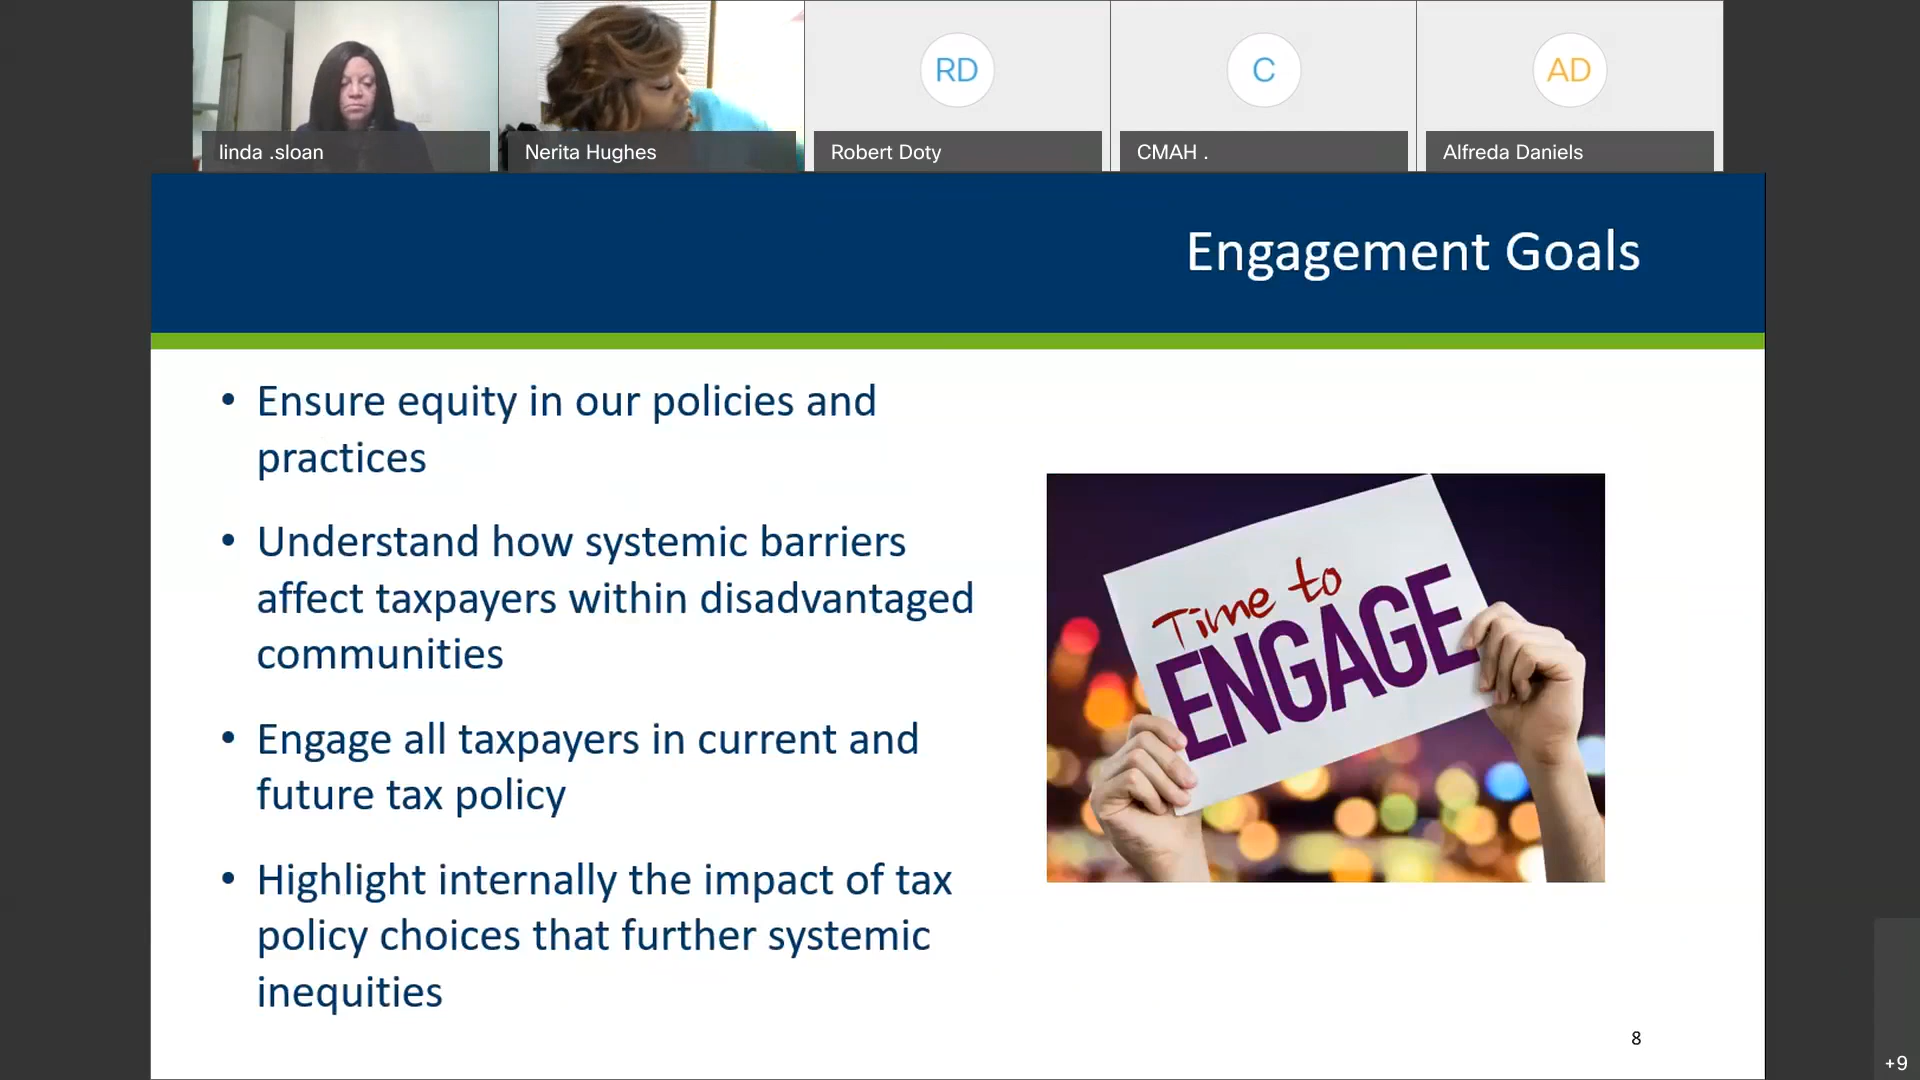 RD
C
AD
linda .sloan
Nerita Hughes
Robert Doty
CMAH .
Alfreda Daniels
Engagement Goals
• Ensure equity in our policies and
practices
• Understand how systemic barriers
affect taxpayers within disadvantaged
communities
• Engage all taxpayers in current and
future tax policy
• Highlight internally the impact of tax
policy choices that further systemic
inequities
Time to
ENGAGE
8
+9